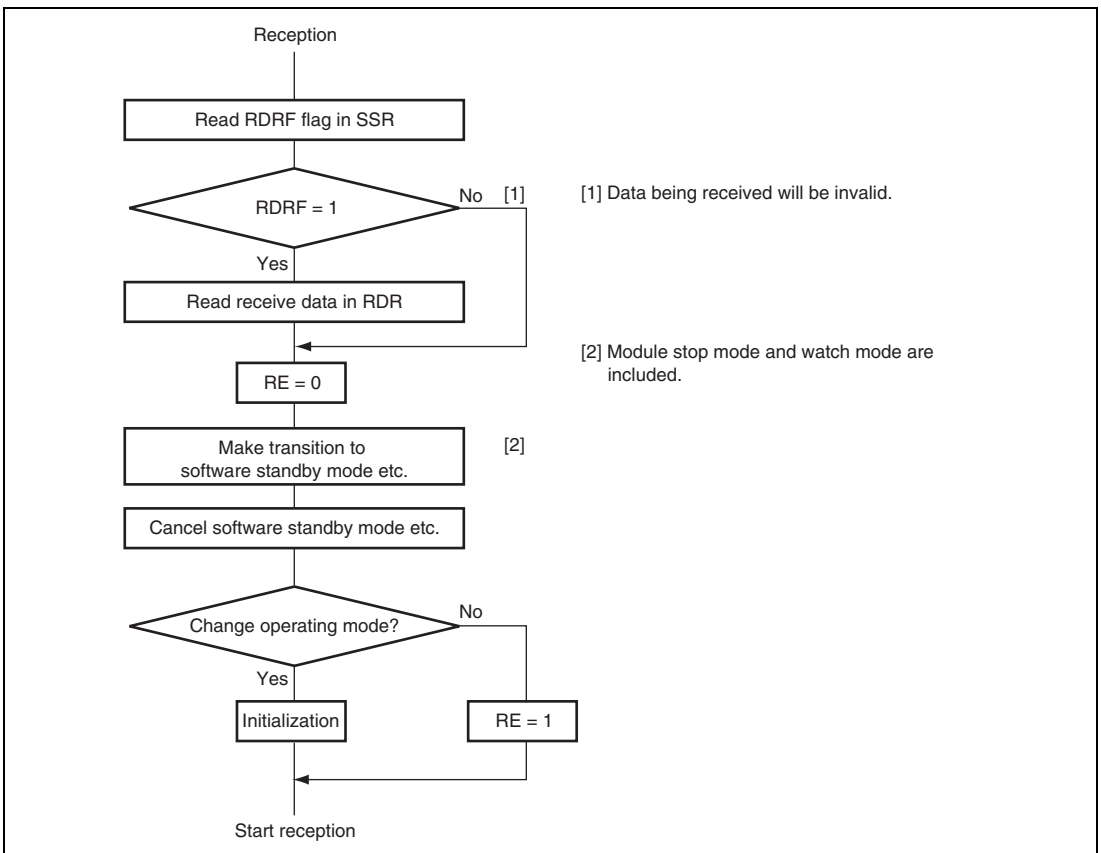 Reception
Read RDRF flag in SSR
RDRF = 1
No
[1]
[1] Data being received will be invalid.
Yes
Read receive data in RDR
[2] Module stop mode and watch mode are
included.
RE = 0
Make transition to
software standby mode etc.
[2]
Cancel software standby mode etc.
Change operating mode?
No
Yes
Initialization
RE = 1
Start reception